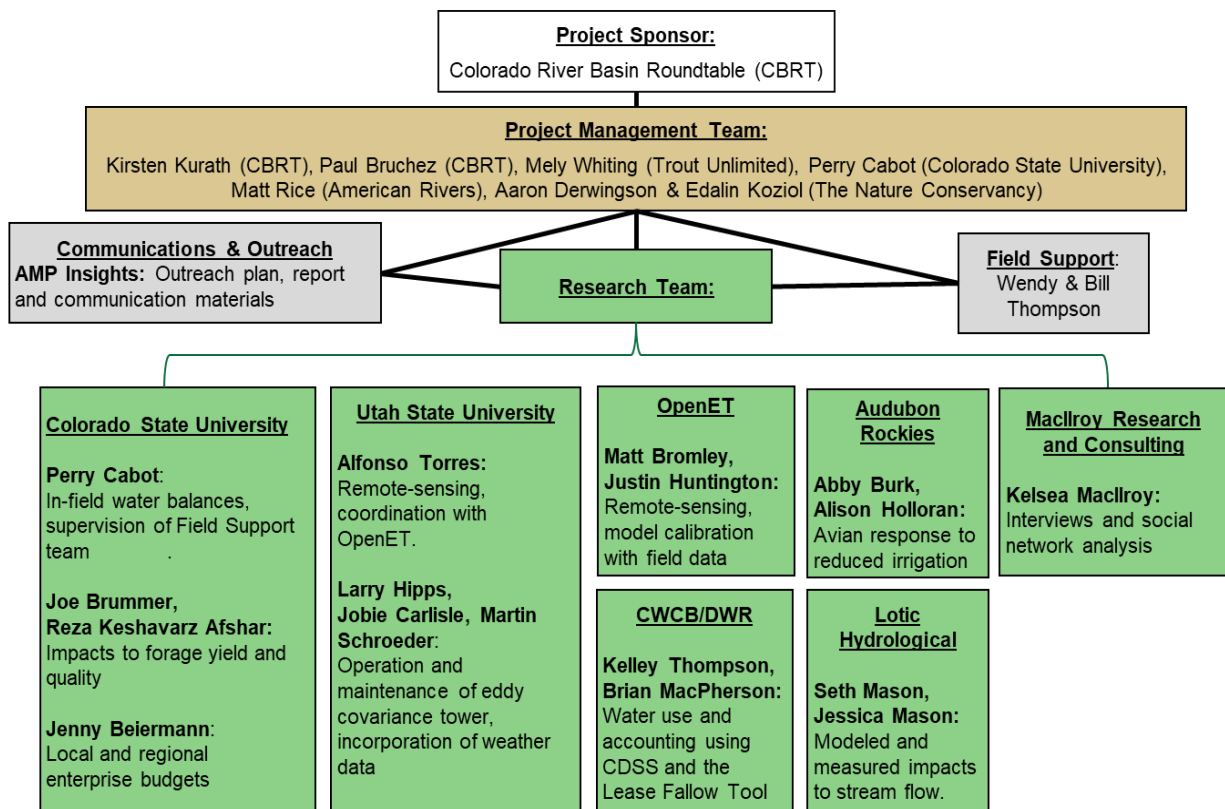 Project Sponsor:
Colorado River Basin Roundtable (CBRT)
Project Management Team:
Kirsten Kurath (CBRT), Paul Bruchez (CBRT), Mely Whiting (Trout Unlimited), Perry Cabot (Colorado State University),
Matt Rice (American Rivers), Aaron Derwingson & Edalin Koziol (The Nature Conservancy)
Communications & Outreach
AMP Insights: Outreach plan, report
and communication materials
Research Team:
Field Support:
Wendy & Bill
Thompson
Colorado State University
Perry Cabot:
In-field water balances,
supervision of Field Support
team .
Joe Brummer,
Reza Keshavarz Afshar:
Impacts to forage yield and
quality
Jenny Beiermann:
Local and regional
enterprise budgets
Utah State University
Alfonso Torres:
Remote-sensing,
coordination with
OpenET.
Larry Hipps,
Jobie Carlisle, Martin
Schroeder:
Operation and
maintenance of eddy
covariance tower,
incorporation of weather
data
OpenET
Matt Bromley,
Justin Huntington:
Remote-sensing,
model calibration
with field data
Audubon
Rockies
Abby Burk,
Alison Holloran:
Avian response to
reduced irrigation
MacIlroy Research
and Consulting
Kelsea MacIlroy:
Interviews and social
network analysis
CWCB/DWR
Kelley Thompson,
Brian MacPherson:
Water use and
accounting using
CDSS and the
Lease Fallow Tool
Lotic
Hydrological
Seth Mason,
Jessica Mason:
Modeled and
measured impacts
to stream flow.